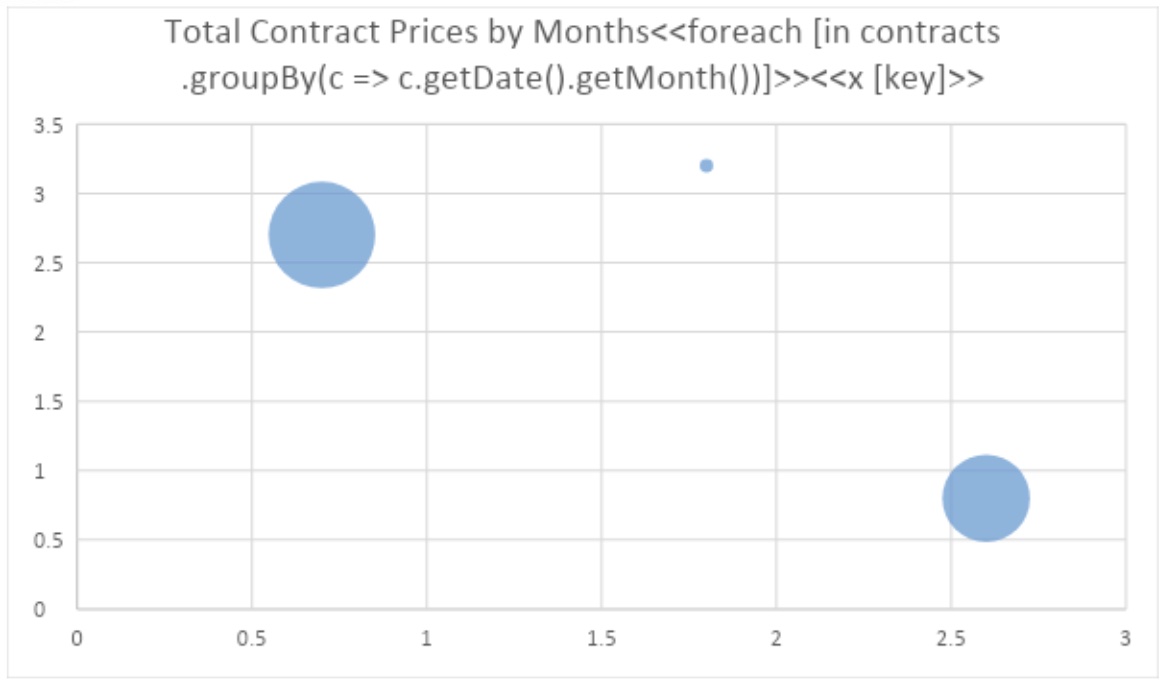 Total Contract Prices by Months<<foreach [in contracts
.groupBy(c => c.getDate().getMonth())]>><<x [key]>>
3.5
3
2.5
2
1.5
1
0.5
0
0 0.5 1 1.5 2 2.5 3